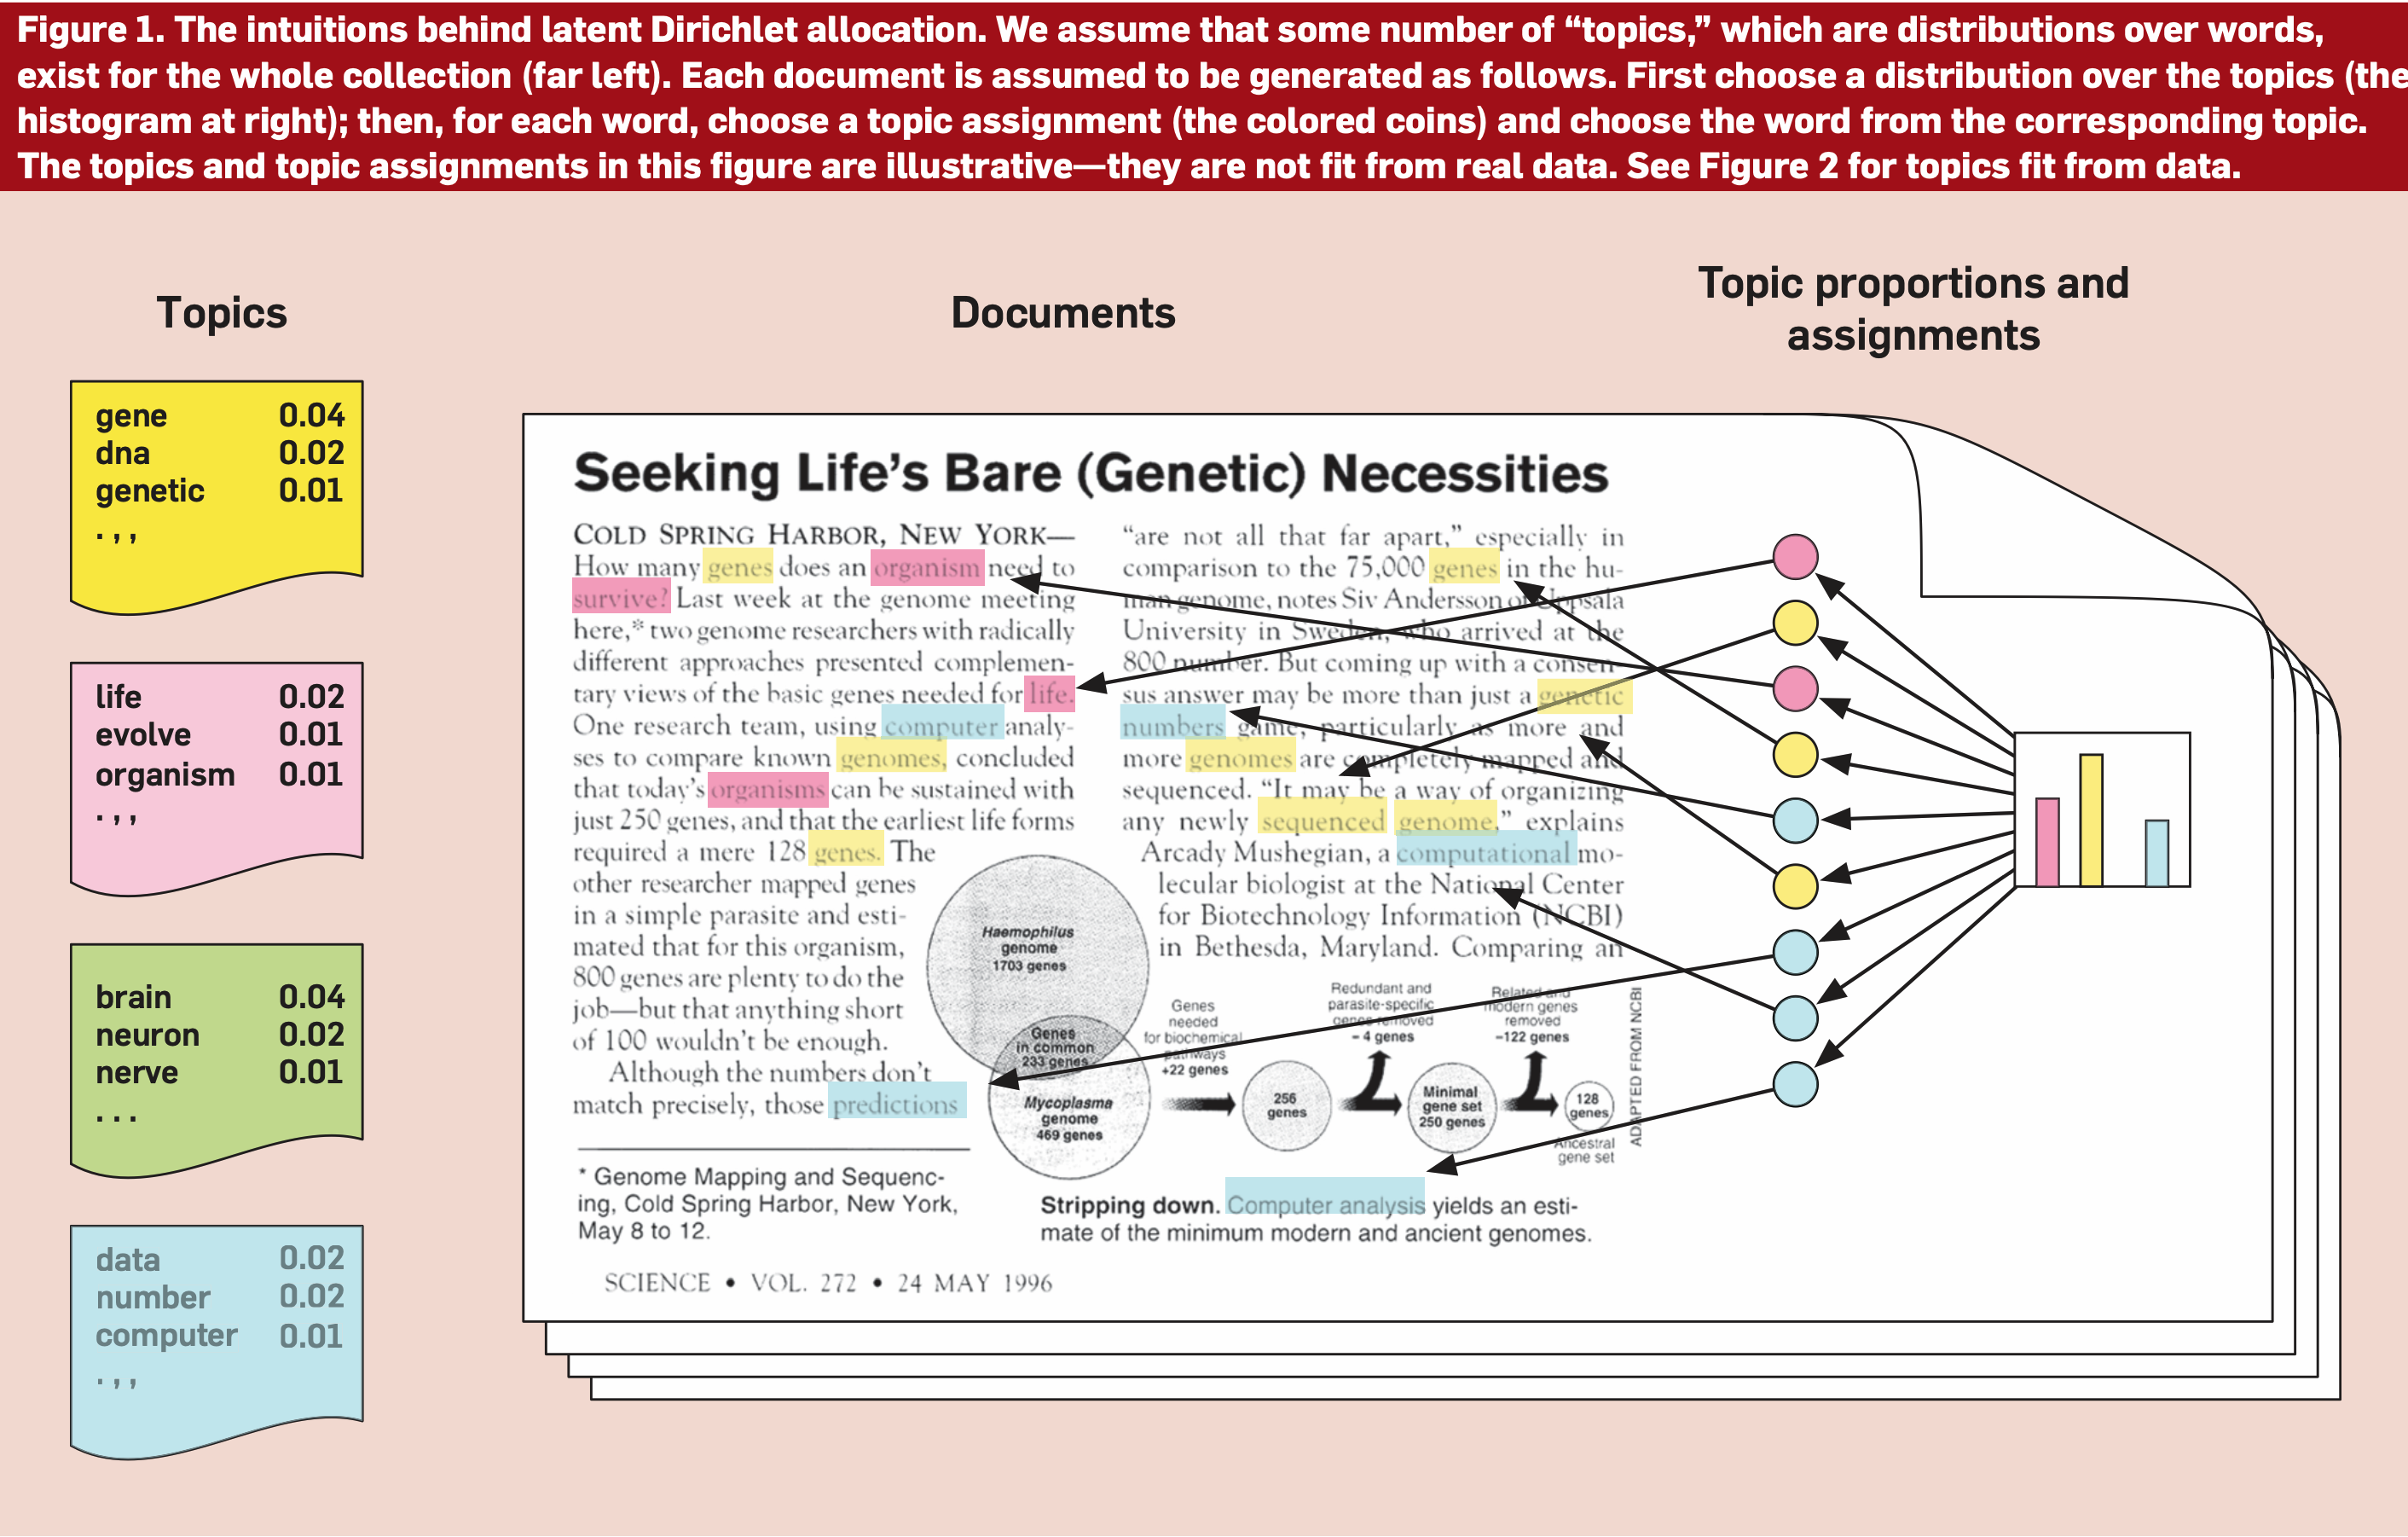 Figure 1. The intuitions behind latent Dirichlet allocation. We assume that some number of “topics,” which are distributions over words,
exist for the whole collection (far left). Each document is assumed to be generated as follows. First choose a distribution over the topics (the
histogram at right); then, for each word, choose a topic assignment (the colored coins) and choose the word from the corresponding topic.
The topics and topic assignments in this figure are illustrative—they are not fit from real data. See Figure 2 for topics fit from data.
Topics
Documents
Topic proportions and
assignments
gene 0.04
dna 0.02
genetic 0.01
. , ,
life 0.02
evolve 0.01
organism 0.01
. , ,
brain 0.04
neuron 0.02
nerve 0.01
. . .
data 0.02
number 0.02
computer 0.01
. , ,
Seeking Life’s Bare (Genetic) Necessities
COLD SPRING HARBOR, NEW YORK—
How many genes does an organism need to
survive? Last week at the genome meeting
here,* two genome researchers with radically
different approaches presented complemen-
tary views of the basic genes needed for life.
One research team, using computer analy-
ses to compare known genomes, concluded
that today’s organisms can be sustained with
just 250 genes, and that the earliest life forms
required a mere 128 genes. The
other researcher mapped genes
in a simple parasite and esti-
mated that for this organism,
800 genes are plenty to do the
job—but that anything short
of 100 wouldn’t be enough.
Although the numbers don’t
match precisely, those predictions
* Genome Mapping and Sequenc-
ing, Cold Spring Harbor, New York,
May 8 to 12.
“are not all that far apart,” especially in
comparison to the 75,000 genes in the hu-
man genome, notes Siv Andersson of Uppsala
University in Sweden, who arrived at the
800 number. But coming up with a consen-
sus answer may be more than just a genetic
numbers game, particularly as more and
more genomes are completely mapped and
sequenced. “It may be a way of organizing
any newly sequenced genome,” explains
Arcady Mushegian, a computational mo-
lecular biologist at the National Center
for Biotechnology Information (NCBI)
in Bethesda, Maryland. Comparing an
Haemophilus
genome
1703 genes
Genes
in common
233 genes
Mycoplasma
genome
469 genes
Genes
needed
for biochemical
pathways
+22 genes
256
genes
Redundant and
parasite-specific
genes removed
– 4 genes
Minimal
gene set
250 genes
Related and
modern genes
removed
–122 genes
128
genes
Ancestral
gene set
ADAPTED FROM NCBI
Stripping down. Computer analysis yields an esti-
mate of the minimum modern and ancient genomes.
SCIENCE • VOL. 272 • 24 MAY 1996